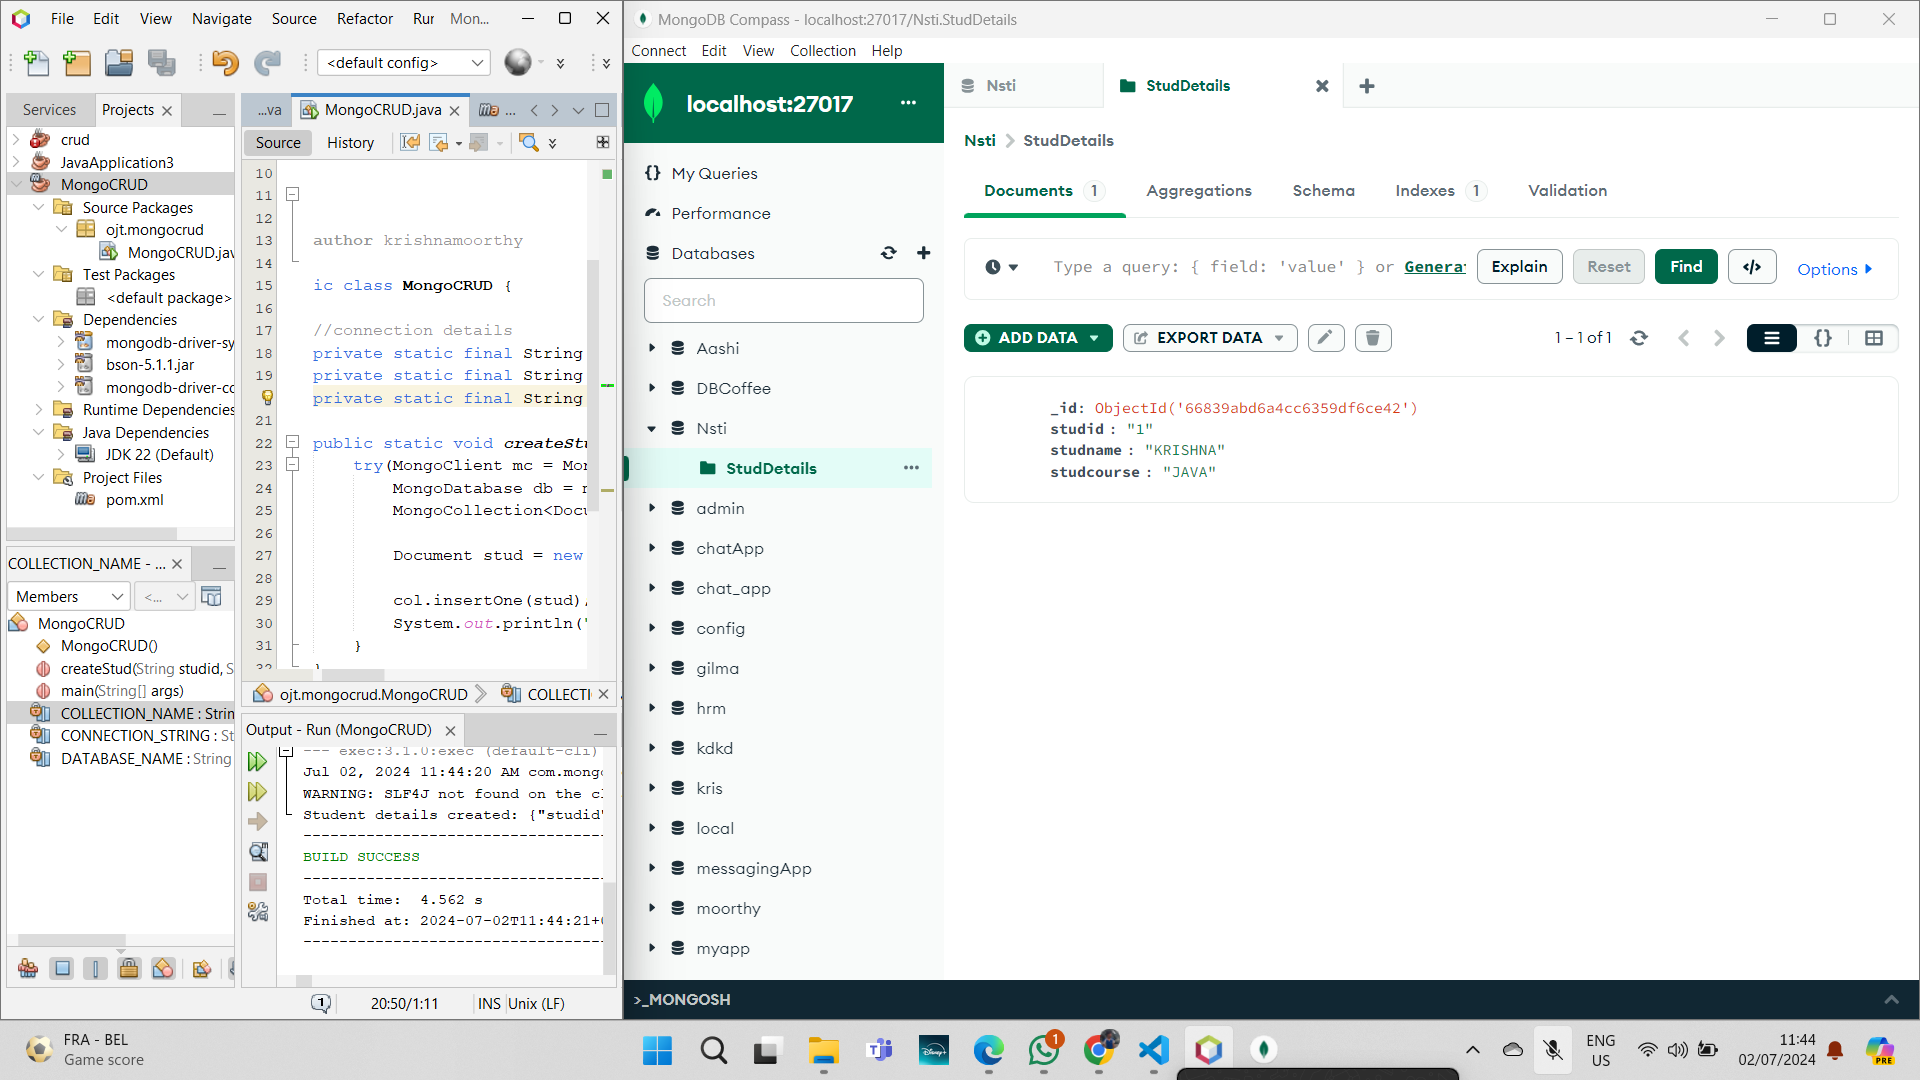 File Edit View Navigate Source Refactor Run Mon...
<default config>
Services
Projects
crud
JavaApplication3
MongoCRUD
Source Packages
ojt.mongocrud
MongoCRUD.jav
Test Packages
<default package>
Dependencies
mongodb-driver-sy
bson-5.1.1.jar
mongodb-driver-co
Runtime Dependencies
Java Dependencies
JDK 22 (Default)
Project Files
pom.xml
COLLECTION_NAME - ...
Members
<...
MongoCRUD
MongoCRUD()
createStud(String studid, S
main(String[] args)
COLLECTION_NAME : Strin
CONNECTION_STRING : St
DATABASE_NAME : String
...va
MongoCRUD.java
...
Source
History
10
11
12
13 author krishnamoorthy
14
15 ic class MongoCRUD {
16
17 //connection details
18 private static final String
19 private static final String
private static final String
21
22 public static void createStu
23 try(MongoClient mc = Mon
24 MongoDatabase db = m
25 MongoCollection<Docu
26
27 Document stud = new
28
29 col.insertOne(stud);
30 System.out.println("
31 }
32 }
ojt.mongocrud.MongoCRUD
COLLECTI
Output - Run (MongoCRUD)
--- exec:3.1.0:exec (default-cli)
Jul 02, 2024 11:44:20 AM com.mongo
WARNING: SLF4J not found on the cl
Student details created: {"studid"
BUILD SUCCESS
Total time: 4.562 s
Finished at: 2024-07-02T11:44:21+0
1
20:50/1:11
INS
Unix (LF)
MongoDB Compass - localhost:27017/Nsti.StudDetails
Connect Edit View Collection Help
localhost:27017
My Queries
Performance
Databases
Search
Aashi
DBCoffee
Nsti
StudDetails
admin
chatApp
chat_app
config
gilma
hrm
kdkd
kris
local
messagingApp
moorthy
myapp
Nsti
StudDetails
Nsti > StudDetails
Documents 1
Aggregations
Schema
Indexes 1
Validation
Type a query: { field: 'value' } or Generat
Explain
Reset
Find
</>
Options
ADD DATA
EXPORT DATA
1 – 1 of 1
{}
_id: ObjectId('66839abd6a4cc6359df6ce42')
studid : "1"
studname : "KRISHNA"
studcourse : "JAVA"
>_MONGOSH
FRA - BEL
Game score
Disney+
1
ENG
US
11:44
02/07/2024
PRE